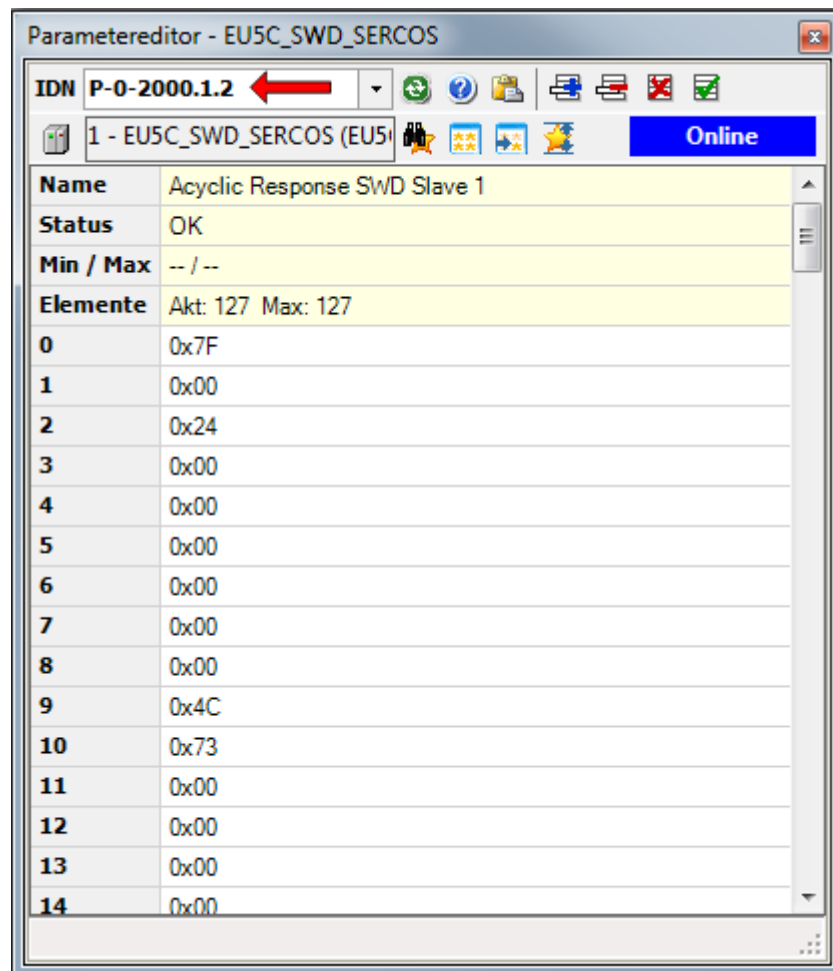 Parametereditor - EU5C_SWD_SERCOS
IDN P-0-2000.1.2
1 - EU5C_SWD_SERCOS (EU5
Online
Name Acyclic Response SWD Slave 1
Status OK
Min / Max -- / --
Elemente Akt: 127 Max: 127
0 0x7F
1 0x00
2 0x24
3 0x00
4 0x00
5 0x00
6 0x00
7 0x00
8 0x00
9 0x4C
10 0x73
11 0x00
12 0x00
13 0x00
14 0x00